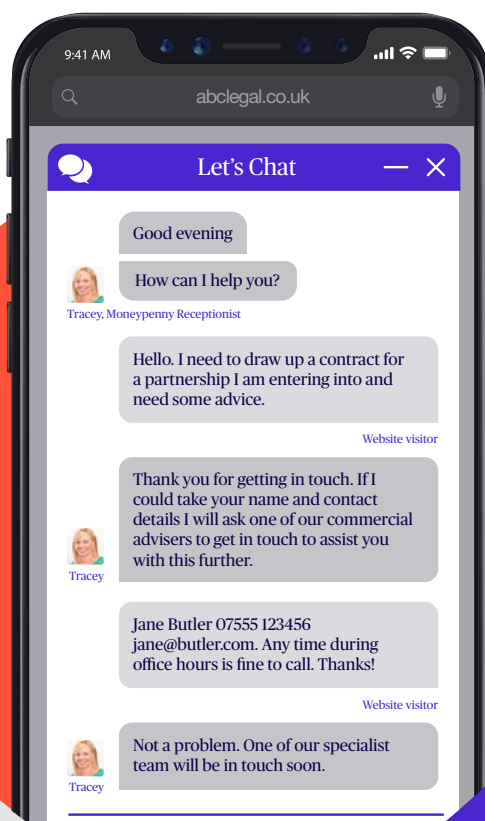 9:41 AM
abclegal.co.uk
Let's Chat
Good evening
How can I help you?
Tracey, Moneypenny Receptionist
Hello. I need to draw up a contract for
a partnership I am entering into and
need some advice.
Website visitor
Thank you for getting in touch. If I
could take your name and contact
details I will ask one of our commercial
advisers to get in touch to assist you
with this further.
Tracey
Jane Butler 07555 123456
jane@butler.com. Any time during
office hours is fine to call. Thanks!
Website visitor
Not a problem. One of our specialist
team will be in touch soon.
Tracey